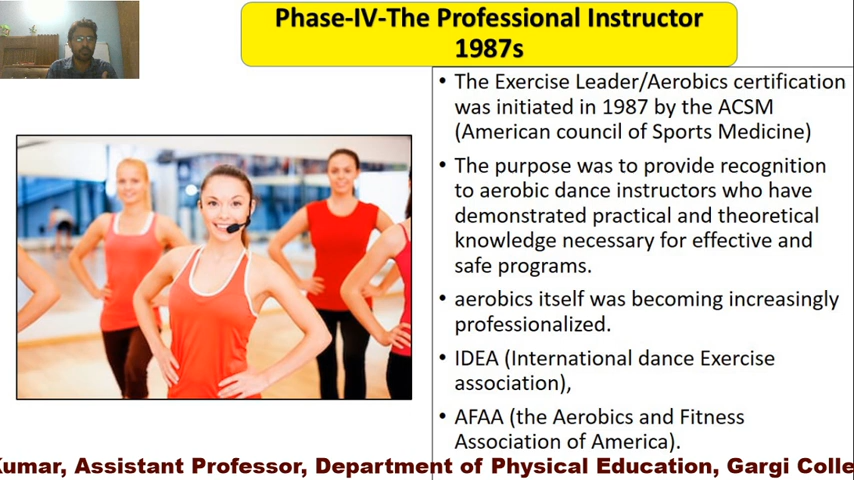 Phase-IV-The Professional Instructor
1987s
• The Exercise Leader/Aerobics certification
was initiated in 1987 by the ACSM
(American council of Sports Medicine)
• The purpose was to provide recognition
to aerobic dance instructors who have
demonstrated practical and theoretical
knowledge necessary for effective and
safe programs.
• aerobics itself was becoming increasingly
professionalized.
• IDEA (International dance Exercise
association),
• AFAA (the Aerobics and Fitness
Association of America).
Kumar, Assistant Professor, Department of Physical Education, Gargi Colle